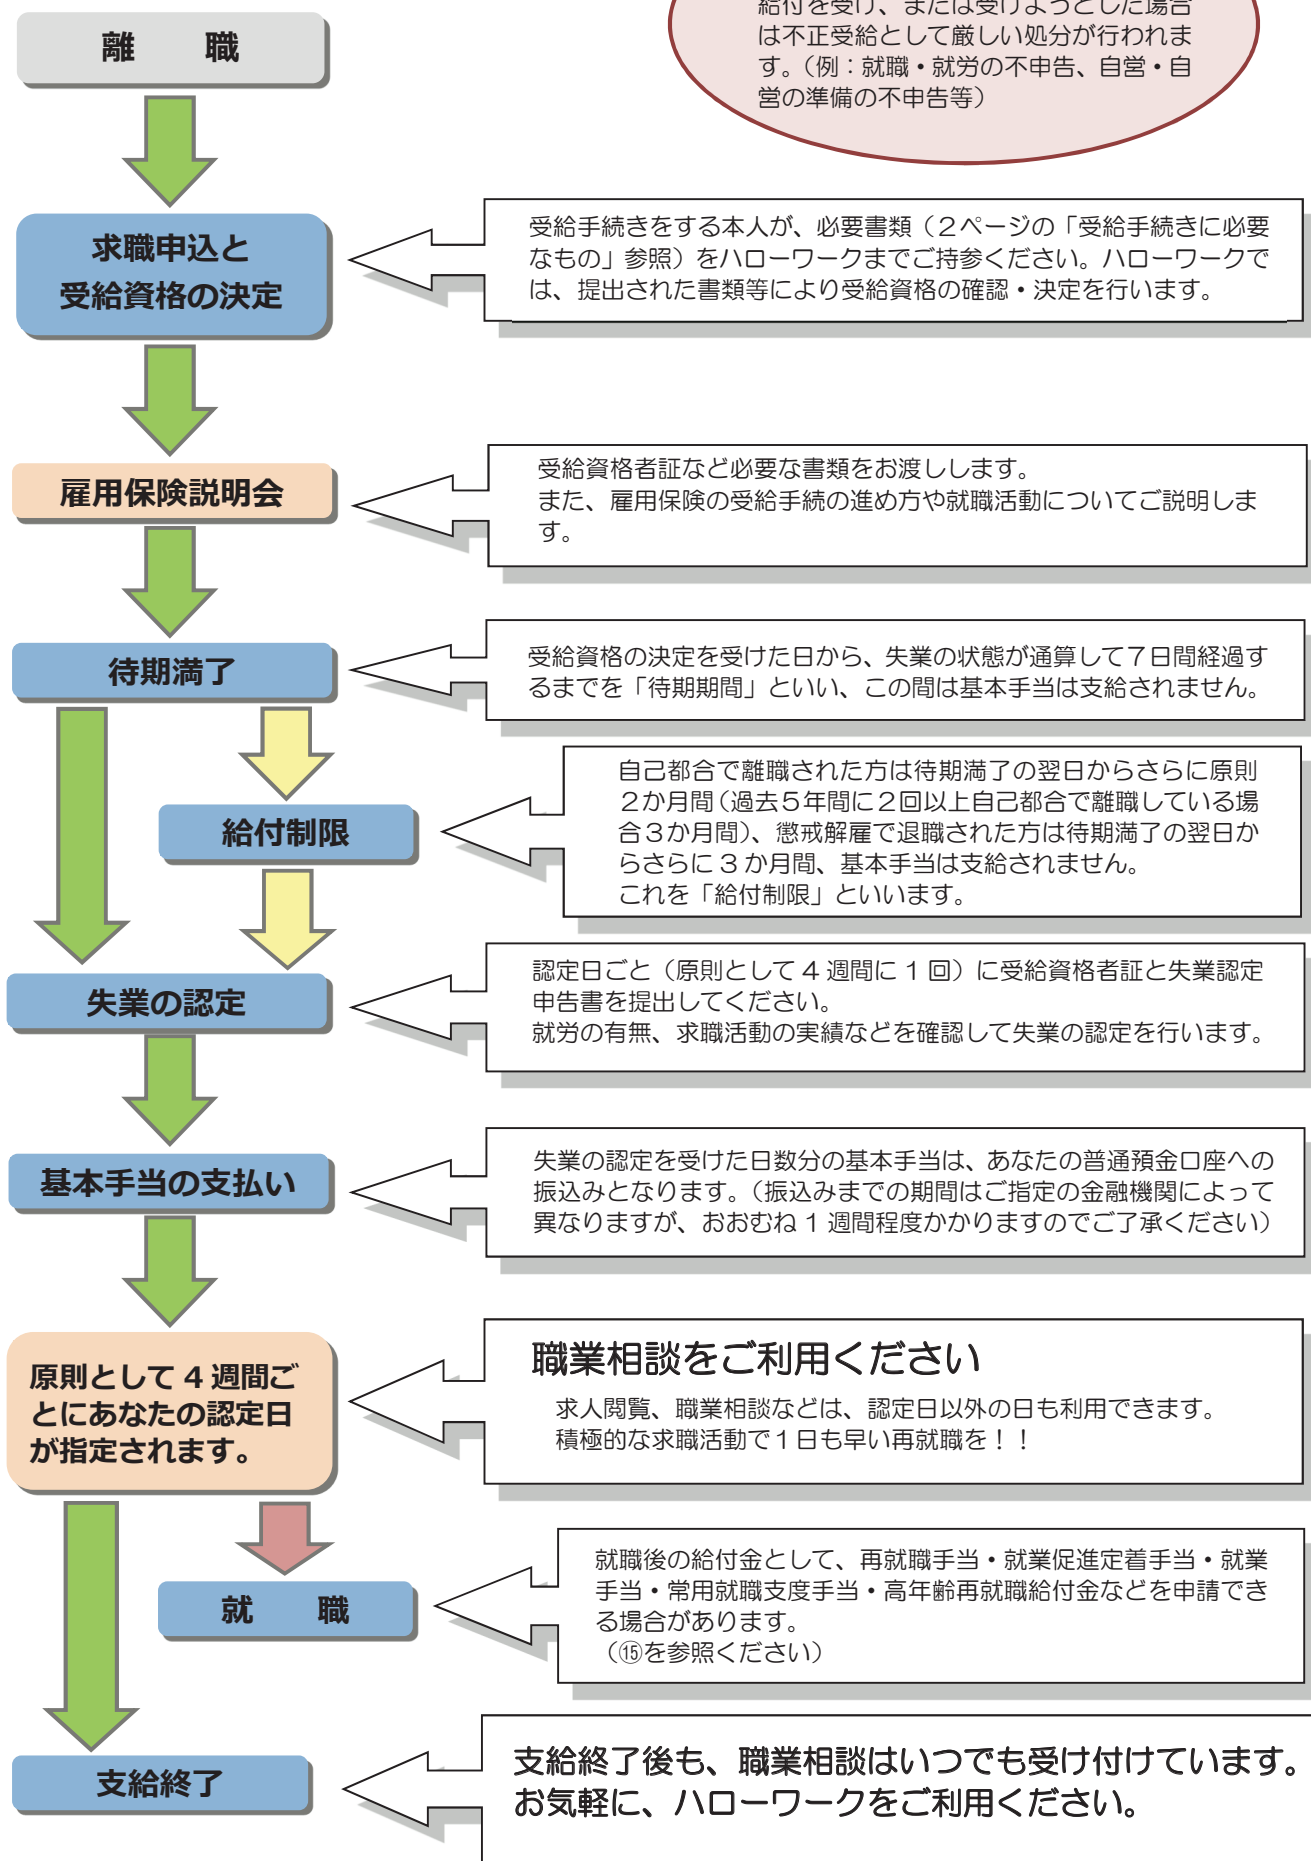 給付を受け、または受けようとした場合
は不正受給として厳しい処分が行われま
す。（例：就職・就労の不申告、自営・自
営の準備の不申告等）
離　　職
求職申込と
受給資格の決定
受給手続きをする本人が、必要書類（２ページの「受給手続きに必要
なもの」参照）をハローワークまでご持参ください。ハローワークで
は、提出された書類等により受給資格の確認・決定を行います。
雇用保険説明会
受給資格者証など必要な書類をお渡しします。
また、雇用保険の受給手続の進め方や就職活動についてご説明しま
す。
待期満了
受給資格の決定を受けた日から、失業の状態が通算して７日間経過す
るまでを「待期期間」といい、この間は基本手当は支給されません。
給付制限
自己都合で離職された方は待期満了の翌日からさらに原則
２か月間（過去５年間に２回以上自己都合で離職している場
合３か月間）、懲戒解雇で退職された方は待期満了の翌日か
らさらに 3 か月間、基本手当は支給されません。
これを「給付制限」といいます。
失業の認定
認定日ごと（原則として 4 週間に 1 回）に受給資格者証と失業認定
申告書を提出してください。
就労の有無、求職活動の実績などを確認して失業の認定を行います。
基本手当の支払い
失業の認定を受けた日数分の基本手当は、あなたの普通預金口座への
振込みとなります。（振込みまでの期間はご指定の金融機関によって
異なりますが、おおむね 1 週間程度かかりますのでご了承ください）
原則として 4 週間ご
とにあなたの認定日
が指定されます。
職業相談をご利用ください
求人閲覧、職業相談などは、認定日以外の日も利用できます。
積極的な求職活動で１日も早い再就職を！！
就　　職
就職後の給付金として、再就職手当・就業促進定着手当・就業
手当・常用就職支度手当・高年齢再就職給付金などを申請でき
る場合があります。
（⑮を参照ください）
支給終了
支給終了後も、職業相談はいつでも受け付けています。
お気軽に、ハローワークをご利用ください。